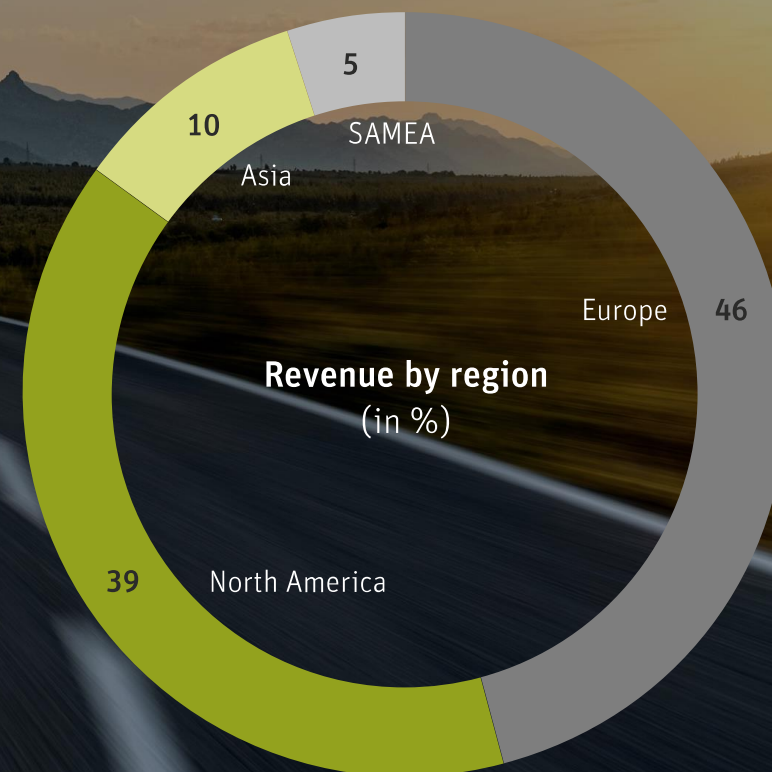 5
10
SAMEA
Asia
Europe
46
Revenue by region
(in %)
39
North America